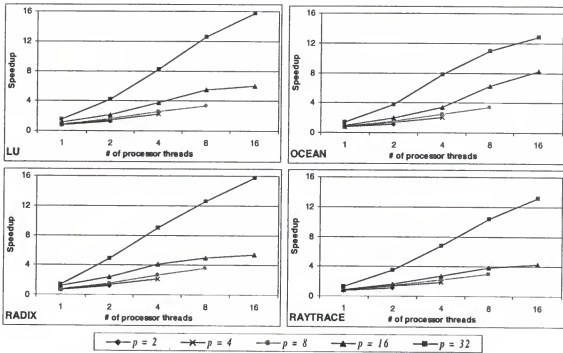 16
12
8
4
0
Speedup
1 2 4 8 16
# of processor threads
LU
16
12
8
4
0
Speedup
1 2 4 8 16
# of processor threads
OCEAN
16
12
8
4
0
Speedup
1 2 4 8 16
# of processor threads
RADIX
16
12
8
4
0
Speedup
1 2 4 8 16
# of processor threads
RAYTRACE
p = 2 p = 4 p = 8 p = 16 p = 32